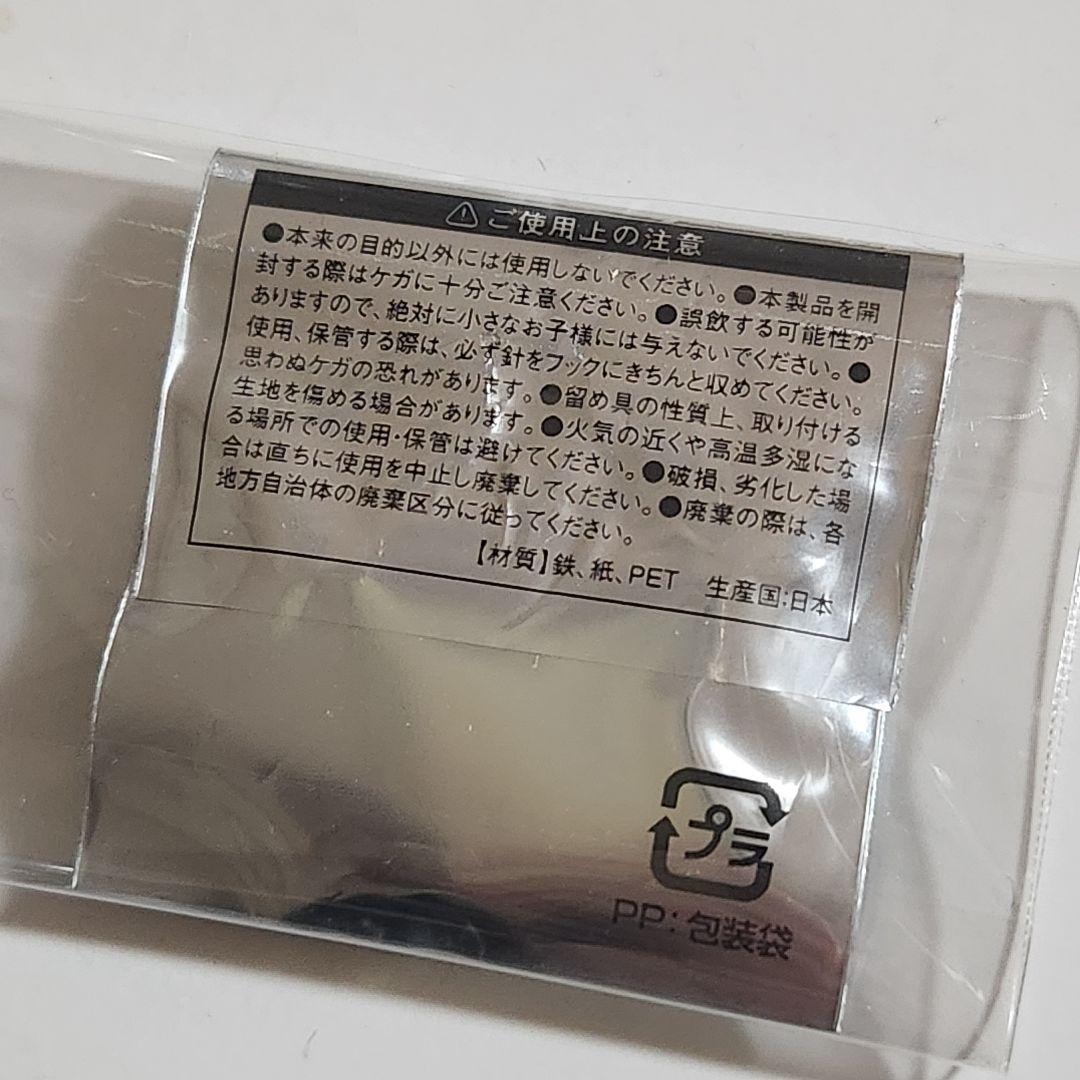 ⚠ご使用上の注意
●本来の目的以外には使用しないでください。●本製品を開
封する際はケガに十分ご注意ください。●誤飲する可能性が
ありますので、絶対に小さなお子様には与えないでください。●
使用、保管する際は、必ず針をフックにきちんと収めてください。
思わぬケガの恐れがあります。●留め具の性質上、取り付ける
生地を傷める場合があります。●火気の近くや高温多湿にな
る場所での使用・保管は避けてください。●破損、劣化した場
合は直ちに使用を中止し廃棄してください。●廃棄の際は、各
地方自治体の廃棄区分に従ってください。
【材質】鉄、紙、PET 生産国:日本
プラ
PP:包装袋